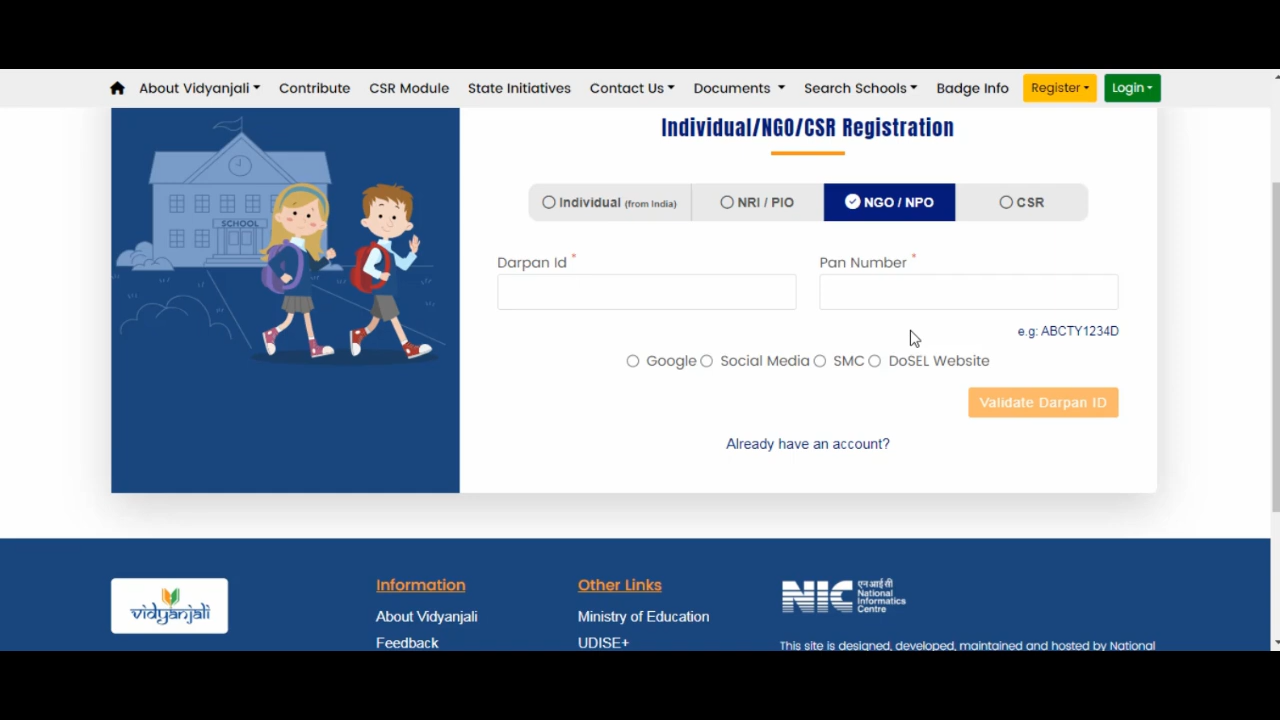 About Vidyanjali Contribute CSR Module State Initiatives Contact Us Documents Search Schools Badge Info Register Login
Individual/NGO/CSR Registration
Individual (from India) NRI / PIO NGO / NPO CSR
SCHOOL
Darpan Id * Pan Number *
e.g: ABCTY1234D
Google Social Media SMC DoSEL Website
Validate Darpan ID
Already have an account?
विद्यांजलि
Information
About Vidyanjali
Feedback
Other Links
Ministry of Education
UDISE+
NIC एन आई सी
National
Informatics
Centre
This site is designed, developed, maintained and hosted by National